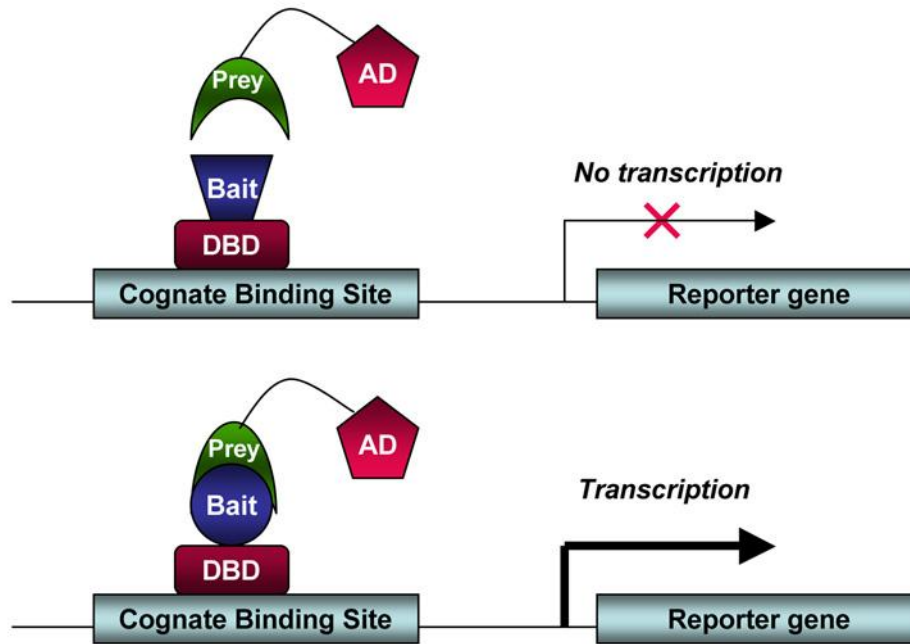 Prey
AD
Bait
No transcription
DBD
Cognate Binding Site
Reporter gene
Prey
AD
Bait
Transcription
DBD
Cognate Binding Site
Reporter gene